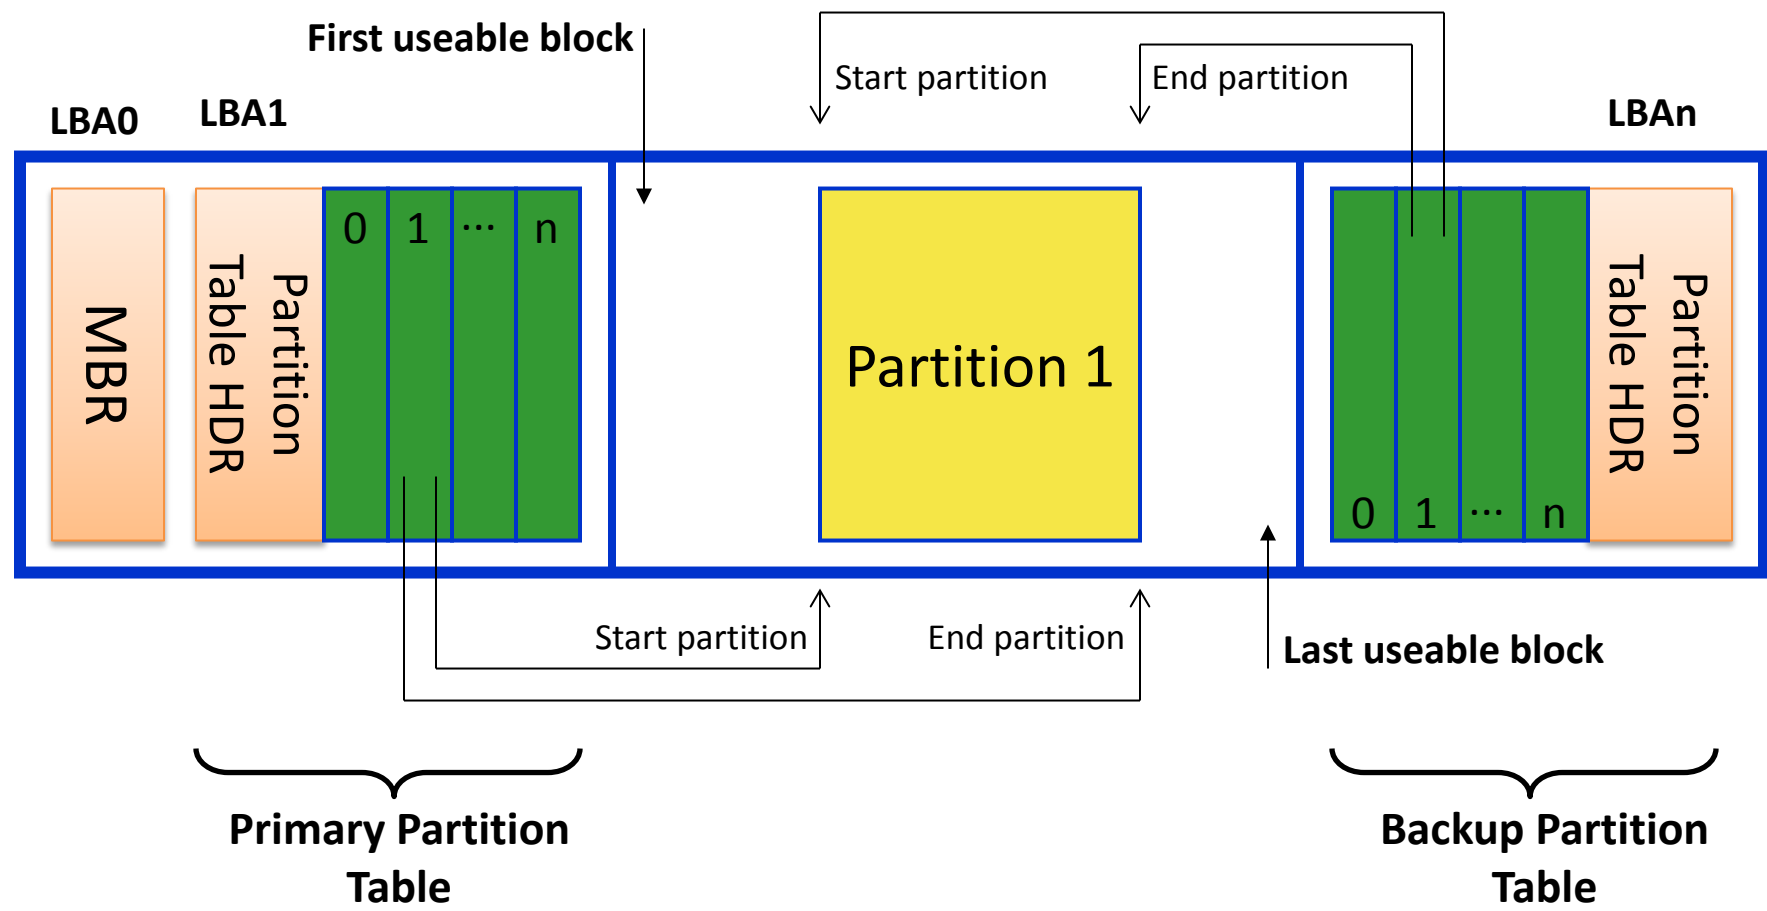 First useable block
Start partition
End partition
LBA0
LBA1
LBAn
MBR
Partition
Table HDR
0 1 ... n
Partition 1
0 1 ... n
Partition
Table HDR
Start partition
End partition
Last useable block
Primary Partition
Table
Backup Partition
Table